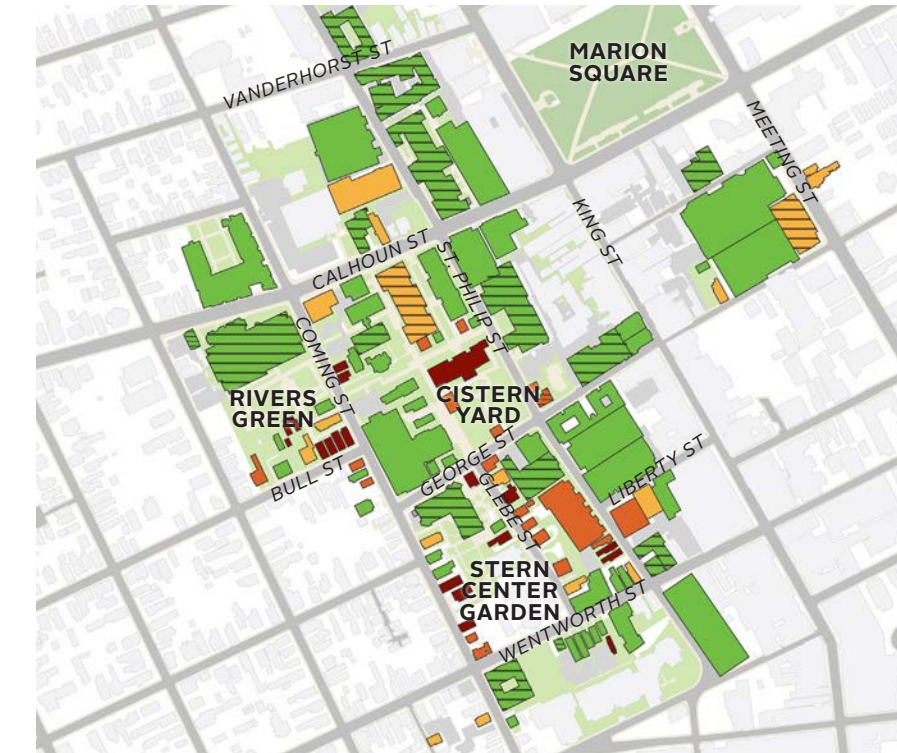 MARION
SQUARE
VANDERHORST ST
MEETING ST
KING ST
CALHOUN ST
ST. PHILIP ST
COMING ST
RIVERS
GREEN
CISTERN
YARD
GEORGE ST
BULL ST
GLEBE ST
LIBERTY ST
STERN
CENTER
GARDEN
WENTWORTH ST